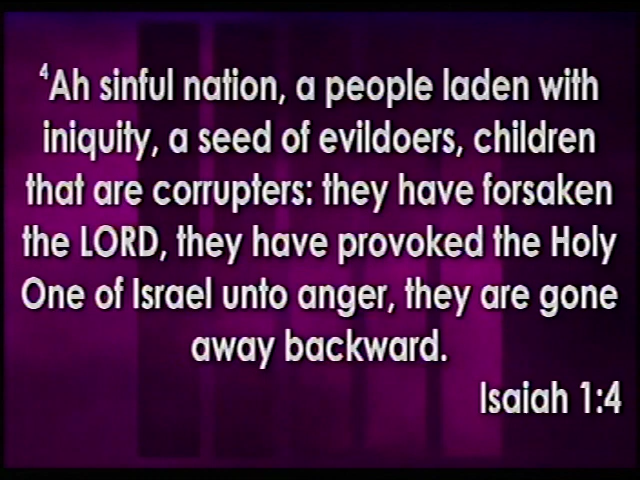 ⁴Ah sinful nation, a people laden with
iniquity, a seed of evildoers, children
that are corrupters: they have forsaken
the LORD, they have provoked the Holy
One of Israel unto anger, they are gone
away backward.
Isaiah 1:4